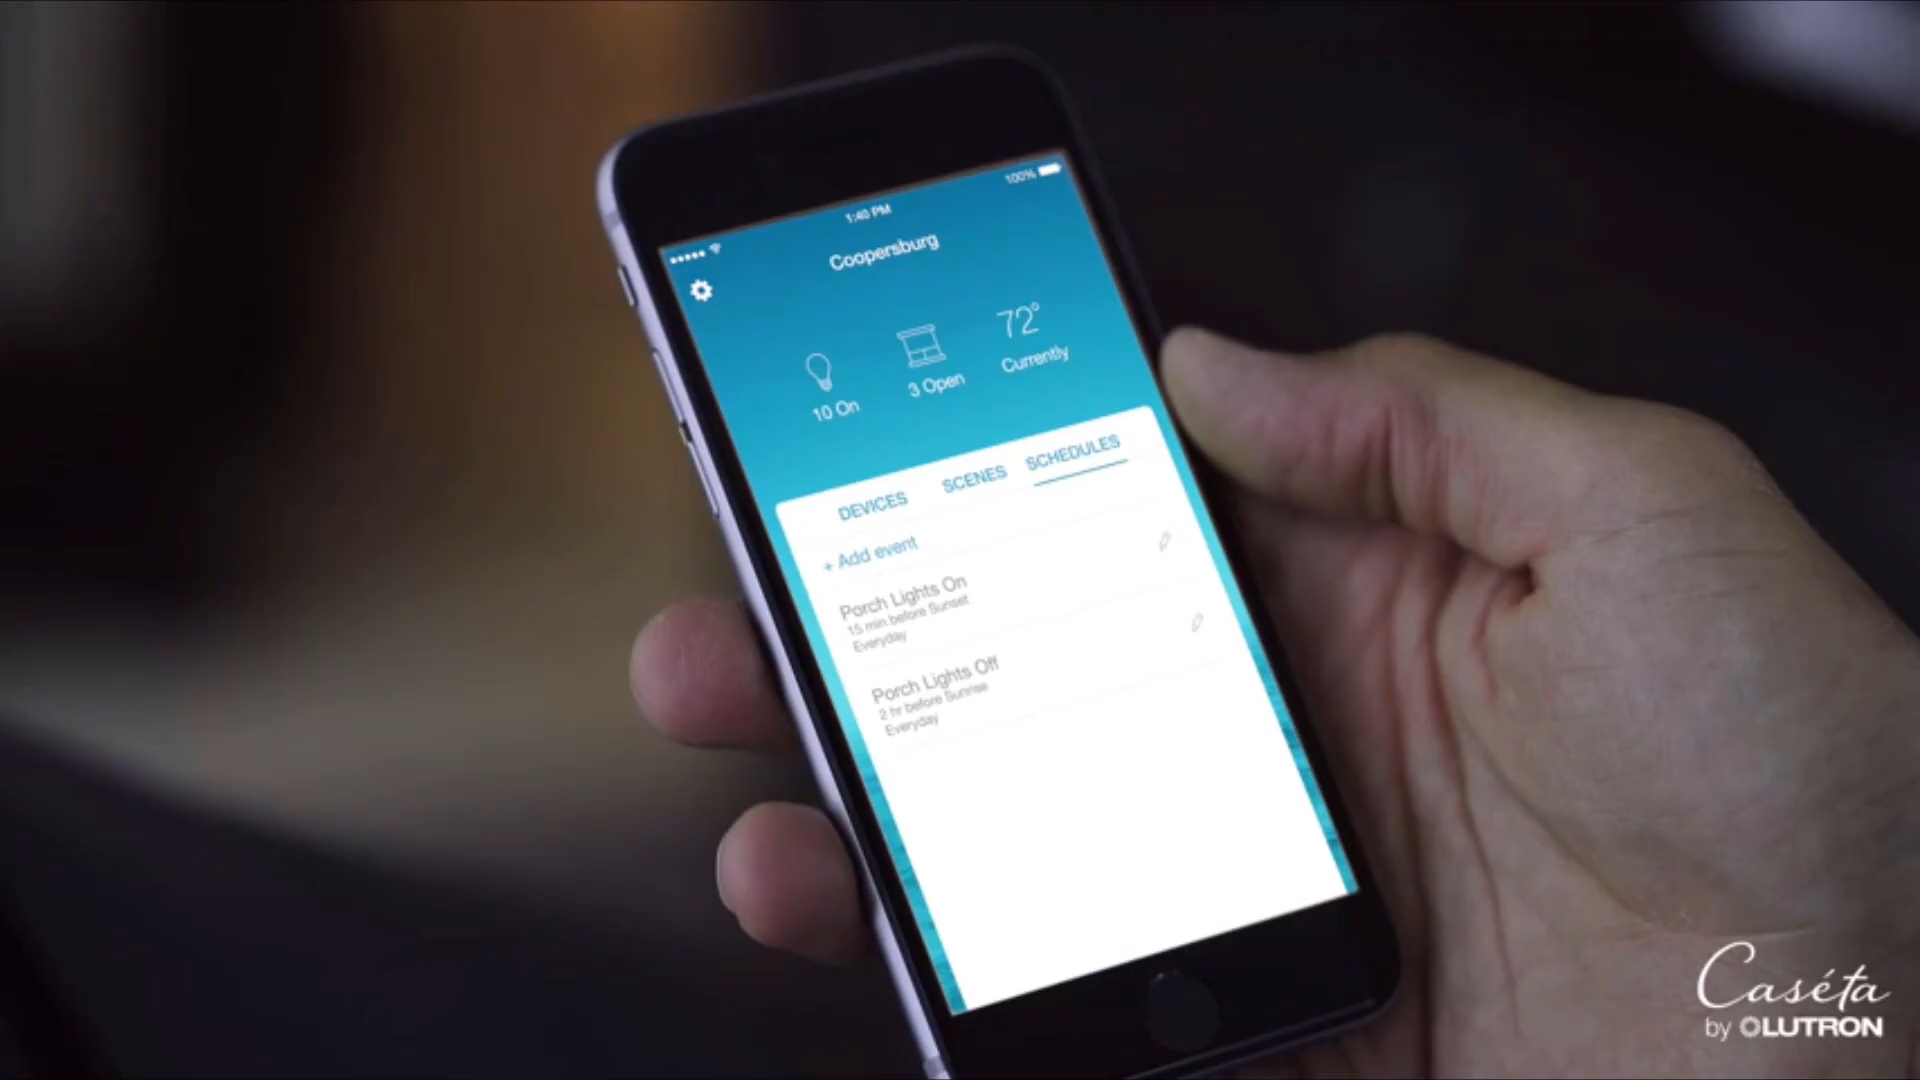 100%
1:40 PM
Coopersburg
10 On
3 Open
72°
Currently
DEVICES
SCENES
SCHEDULES
+ Add event
Porch Lights On
15 min before Sunset
Everyday
Porch Lights Off
2 hr before Sunrise
Everyday
Caséta
by LUTRON